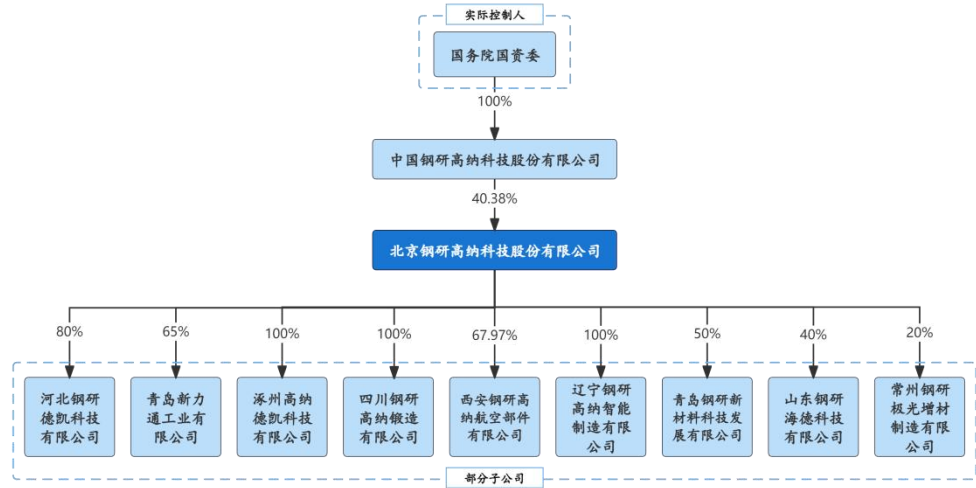 实际控制人
国务院国资委
100%
中国钢研高纳科技股份有限公司
40.38%
北京钢研高纳科技股份有限公司
80%
65%
100%
100%
67.97%
100%
50%
40%
20%
河北钢研
德凯科技
有限公司
青岛新力
通工业有
限公司
涿州高纳
德凯科技
有限公司
四川钢研
高纳锻造
有限公司
西安钢研高
纳航空部件
有限公司
辽宁钢研
高纳智能
制造有限
公司
青岛钢研新
材料科技发
展有限公司
山东钢研
海德科技
有限公司
常州钢研
极光增材
制造有限
公司
部分子公司